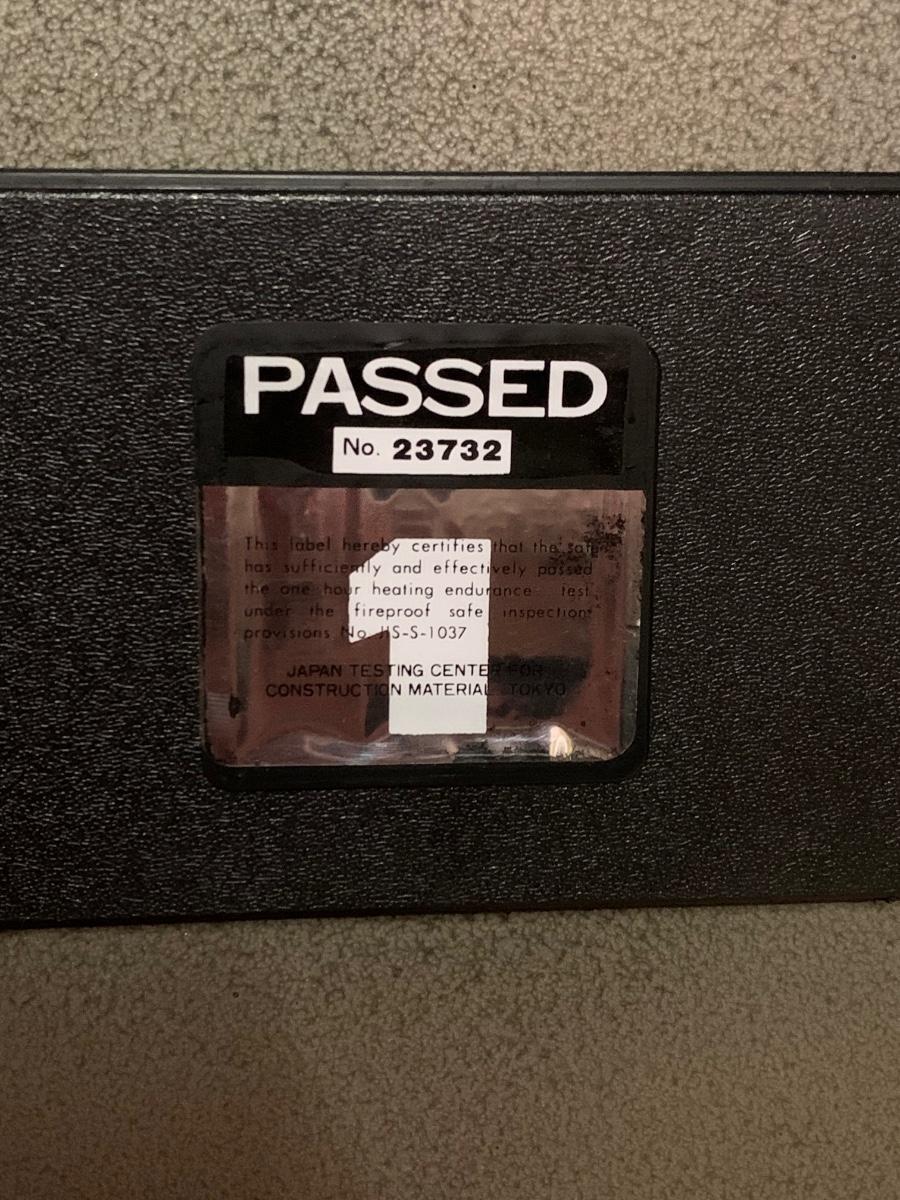 PASSED
No. 23732
This label hereby certifies that the safe
has sufficiently and effectively passed
the one hour heating endurance test
under the fireproof safe inspection
provisions No. JIS-S-1037
1
JAPAN TESTING CENTER FOR
CONSTRUCTION MATERIAL TOKYO